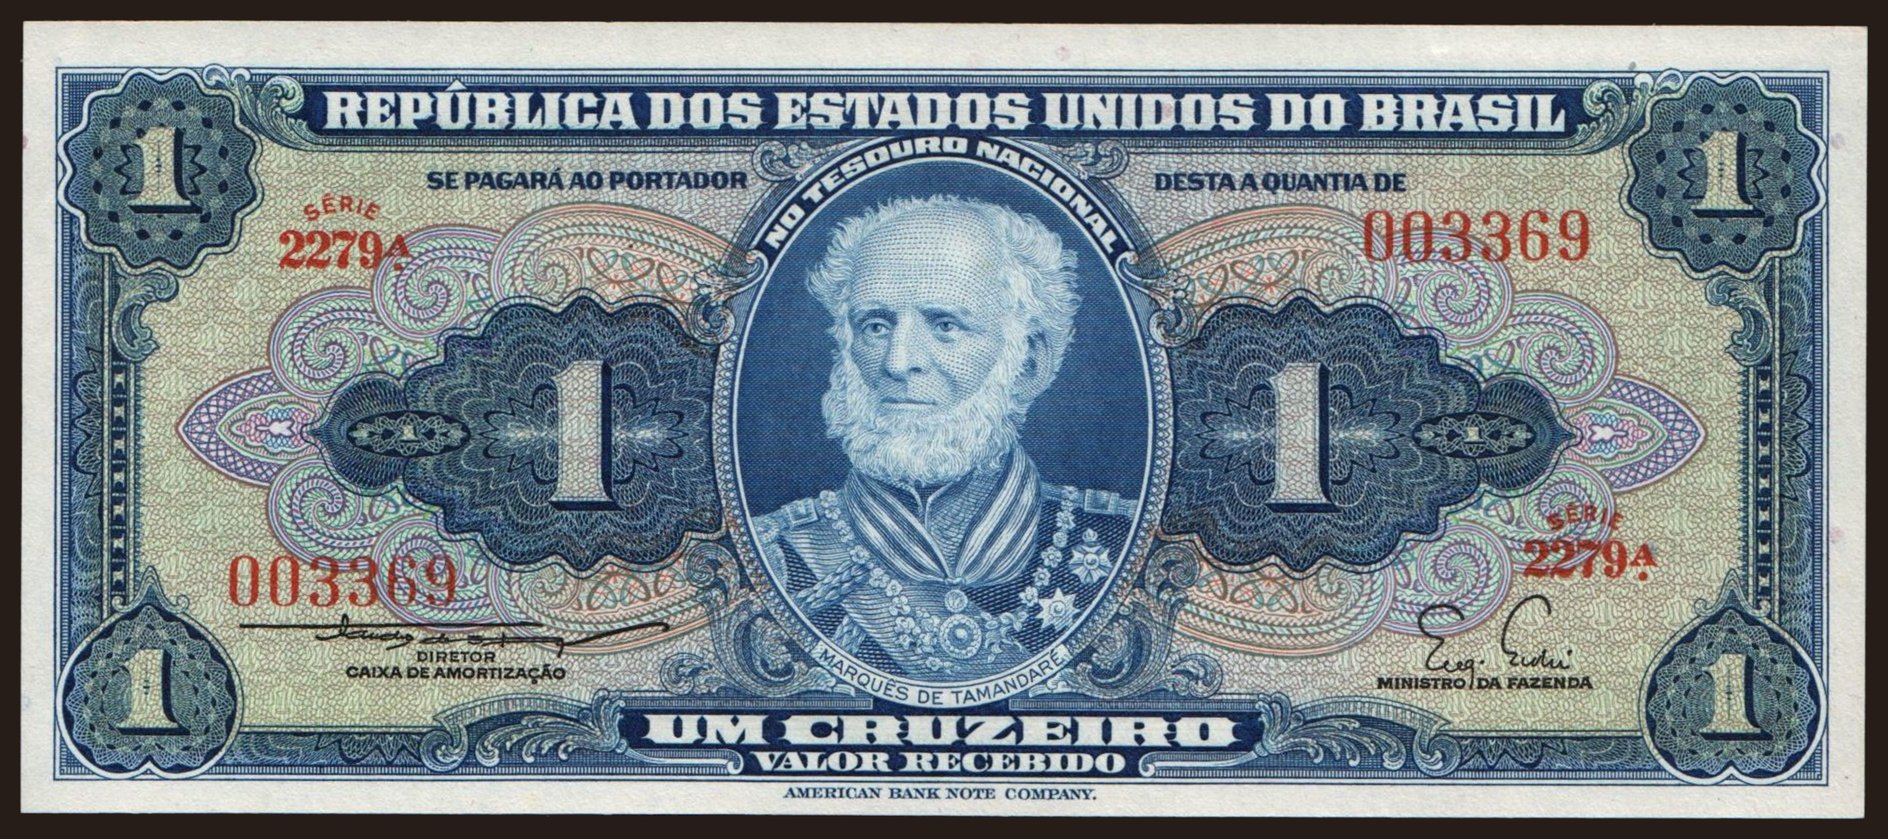 REPÚBLICA DOS ESTADOS UNIDOS DO BRASIL
1
1
NO TESOURO NACIONAL
SE PAGARÁ AO PORTADOR
DESTA A QUANTIA DE
SÉRIE
2279A
003369
1
1
1
1
SÉRIE
2279A
003369
DIRETOR
CAIXA DE AMORTIZAÇÃO
MINISTRO DA FAZENDA
MARQUÊS DE TAMANDARÉ
1
1
UM CRUZEIRO
VALOR RECEBIDO
AMERICAN BANK NOTE COMPANY.